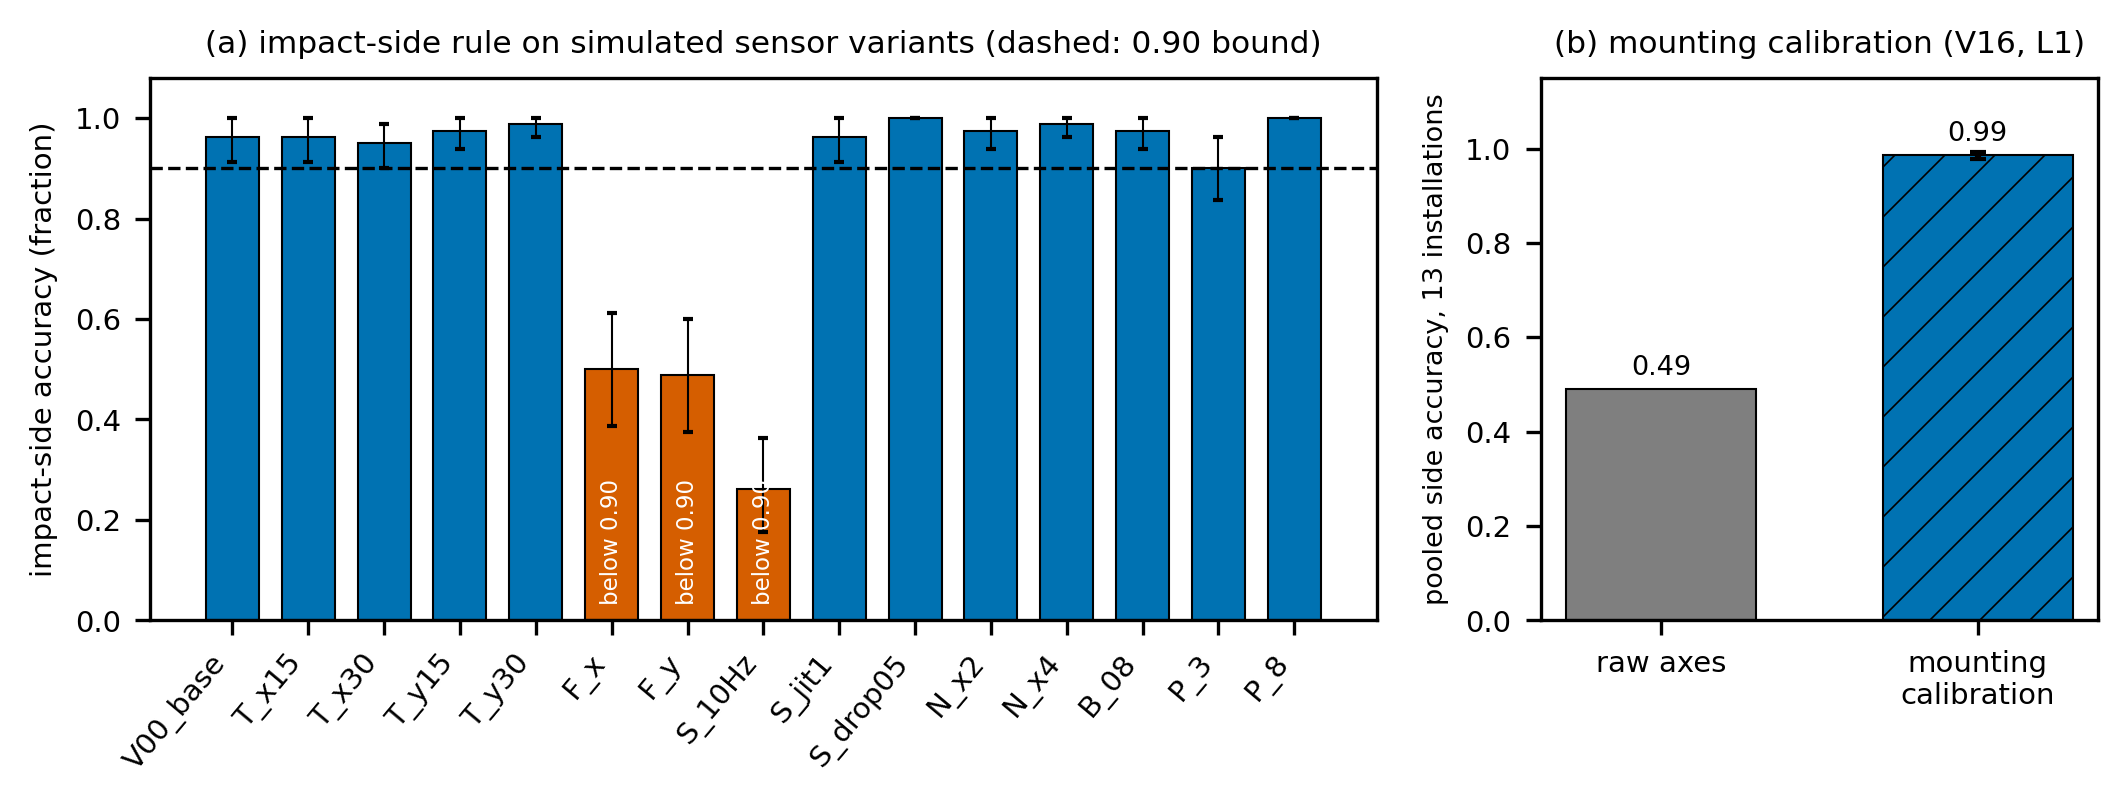 (a) impact-side rule on simulated sensor variants (dashed: 0.90 bound)
impact-side accuracy (fraction)
1.0
0.8
0.6
0.4
0.2
0.0
below 0.90
below 0.90
below 0.90
V00_base
T_x15
T_x30
T_y15
T_y30
F_x
F_y
S_10Hz
S_jit1
S_drop05
N_x2
N_x4
B_08
P_3
P_8
(b) mounting calibration (V16, L1)
pooled side accuracy, 13 installations
1.0
0.8
0.6
0.4
0.2
0.0
0.49
0.99
raw axes
mounting
calibration